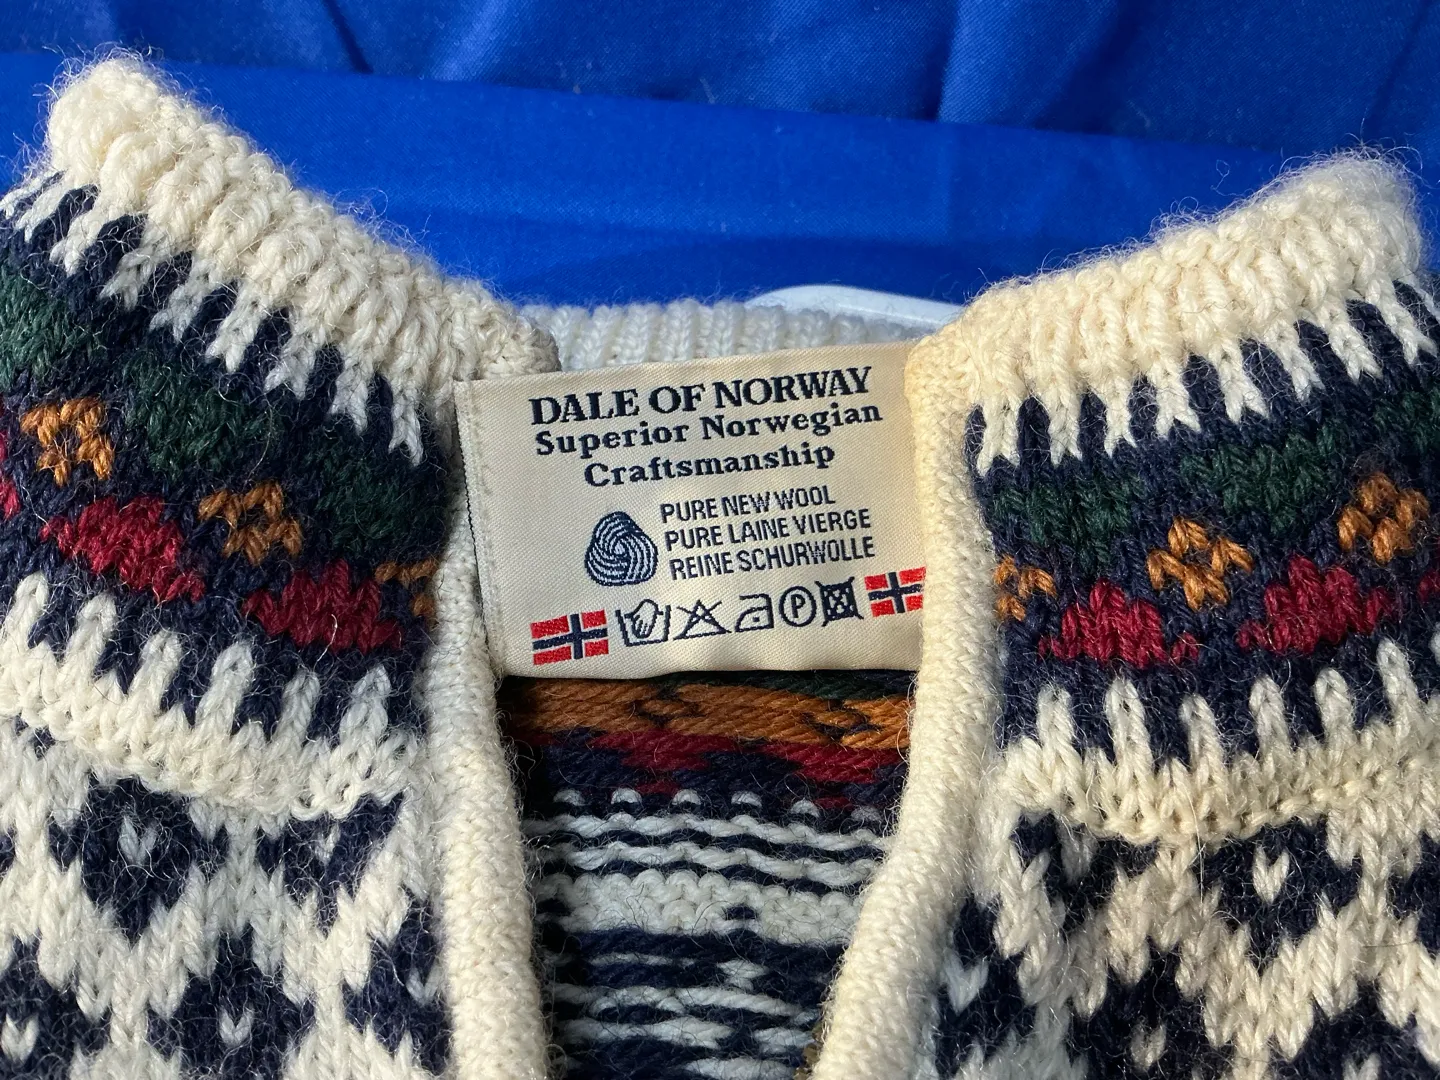 DALE OF NORWAY
Superior Norwegian
Craftsmanship
PURE NEW WOOL
PURE LAINE VIERGE
REINE SCHURWOLLE
P